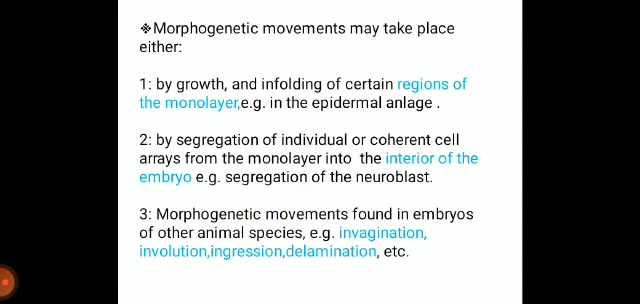 ❖Morphogenetic movements may take place
either:
1: by growth, and infolding of certain regions of
the monolayer,e.g. in the epidermal anlage .
2: by segregation of individual or coherent cell
arrays from the monolayer into the interior of the
embryo e.g. segregation of the neuroblast.
3: Morphogenetic movements found in embryos
of other animal species, e.g. invagination,
involution,ingression,delamination, etc.